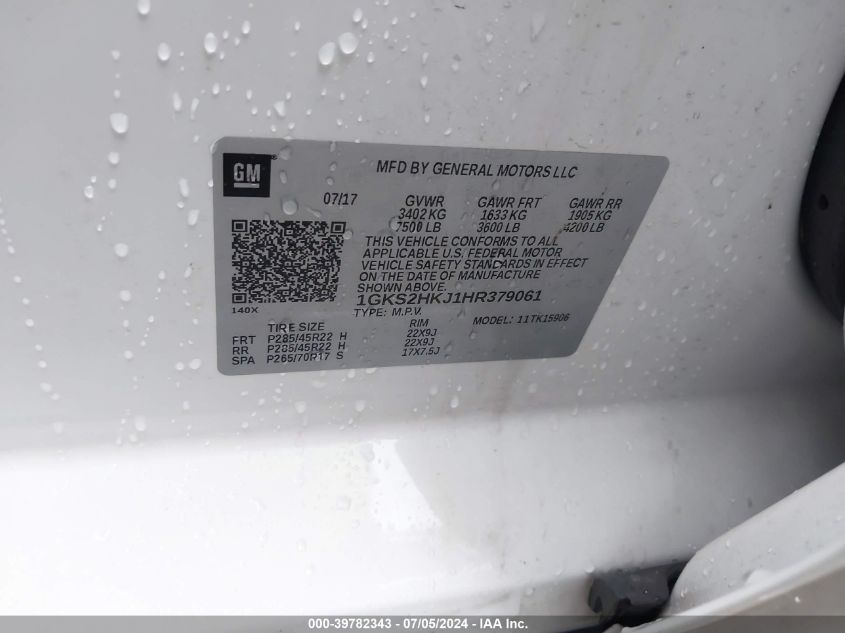 GM®
MFD BY GENERAL MOTORS LLC
07/17 GVWR GAWR FRT GAWR RR
3402 KG 1633 KG 1905 KG
7500 LB 3600 LB 4200 LB
THIS VEHICLE CONFORMS TO ALL
APPLICABLE U.S. FEDERAL MOTOR
VEHICLE SAFETY STANDARDS IN EFFECT
ON THE DATE OF MANUFACTURE
SHOWN ABOVE.
1GKS2HKJ1HR379061
140X
TYPE: M.P.V. MODEL: 11TK15906
TIRE SIZE RIM
FRT P285/45R22 H 22X9J
RR P285/45R22 H 22X9J
SPA P265/70R17 S 17X7.5J
000-39782343 - 07/05/2024 - IAA Inc.